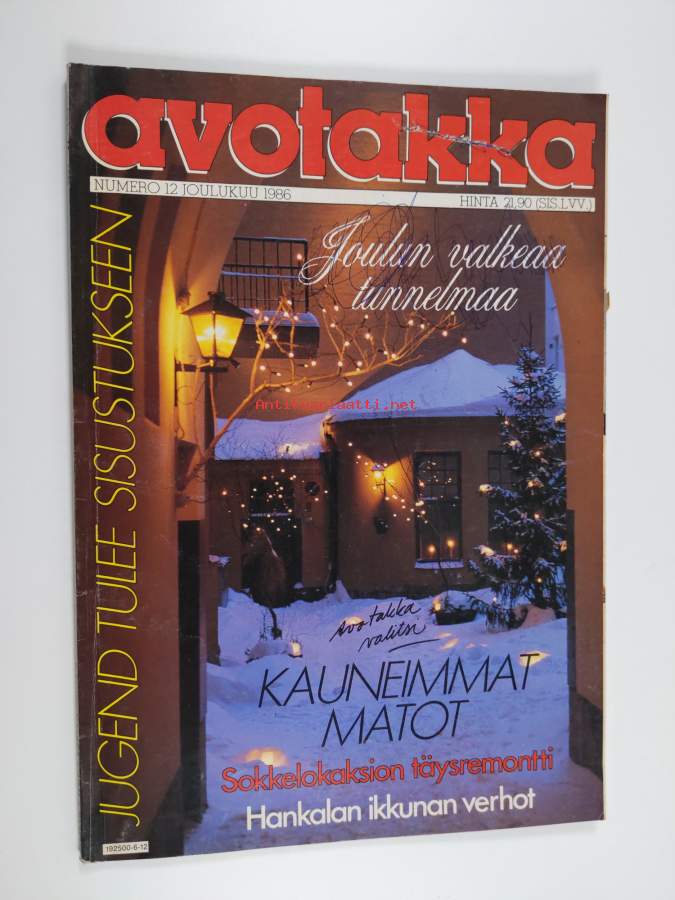 avotakka
NUMERO 12 JOULUKUU 1986
HINTA 21,90 (SIS.LVV.)
JUGEND TULEE SISUSTUKSEEN
Joulun valkeaa
tunnelmaa
Antikvariaatti.net
avotakka
valitsi
KAUNEIMMAT
MATOT
Sokkelokaksion täysremontti
Hankalan ikkunan verhot
192500-6-12